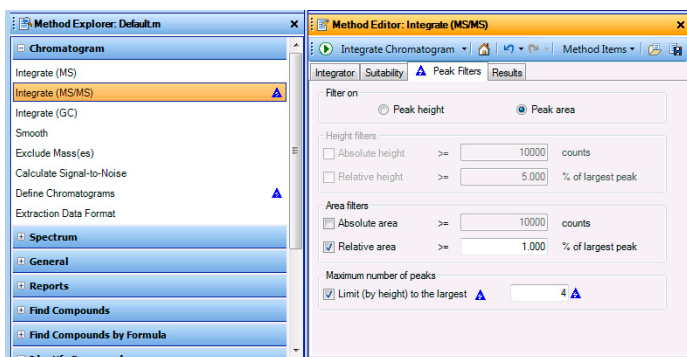 Method Explorer: Default.m
Chromatogram
Integrate (MS)
Integrate (MS/MS)
Integrate (GC)
Smooth
Exclude Mass(es)
Calculate Signal-to-Noise
Define Chromatograms
Extraction Data Format
Spectrum
General
Reports
Find Compounds
Find Compounds by Formula
Method Editor: Integrate (MS/MS)
Integrate Chromatogram Method Items
Integrator Suitability Peak Filters Results
Filter on
Peak height Peak area
Height filters
Absolute height >= 10000 counts
Relative height >= 5.000 % of largest peak
Area filters
Absolute area >= 10000 counts
Relative area >= 1.000 % of largest peak
Maximum number of peaks
Limit (by height) to the largest 4